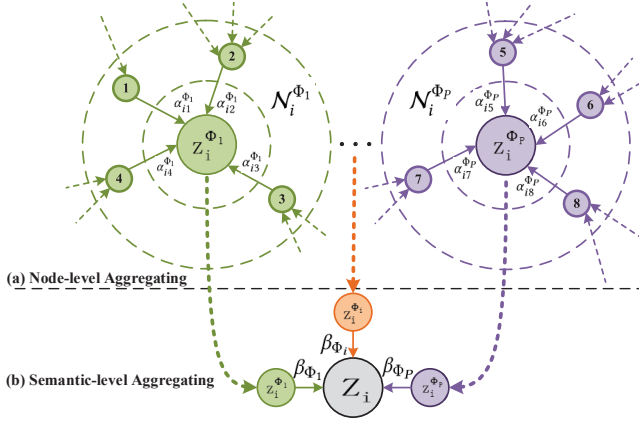 2
5
1
𝒩_i^{Φ_1}
𝒩_i^{Φ_P}
6
α_{i1}^{Φ_1}
α_{i2}^{Φ_1}
α_{i5}^{Φ_P}
α_{i6}^{Φ_P}
Z_i^{Φ_1}
...
Z_i^{Φ_P}
4
α_{i4}^{Φ_1}
α_{i3}^{Φ_1}
7
α_{i7}^{Φ_P}
α_{i8}^{Φ_P}
3
8
(a) Node-level Aggregating
Z_i^{Φ_i}
β_{Φ_i}
(b) Semantic-level Aggregating
Z_i^{Φ_1}
β_{Φ_1}
Z_i
β_{Φ_P}
Z_i^{Φ_P}